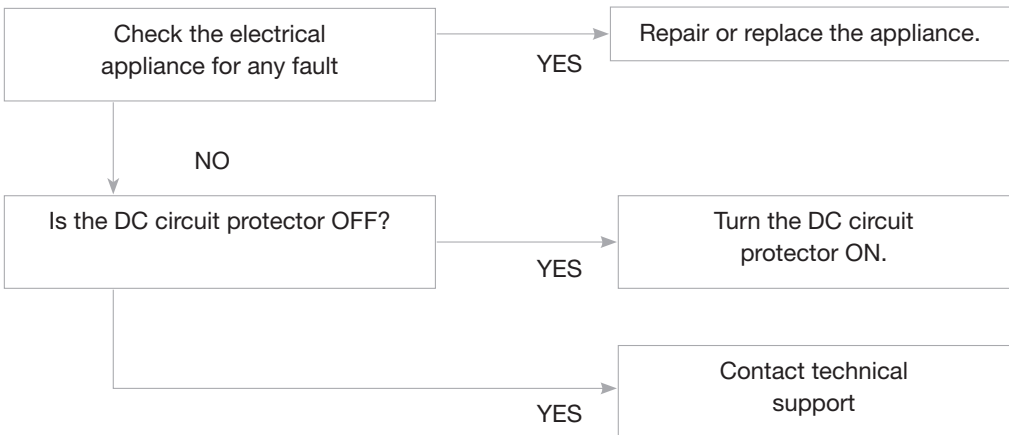 Check the electrical
appliance for any fault
YES
Repair or replace the appliance.
NO
Is the DC circuit protector OFF?
YES
Turn the DC circuit
protector ON.
YES
Contact technical
support